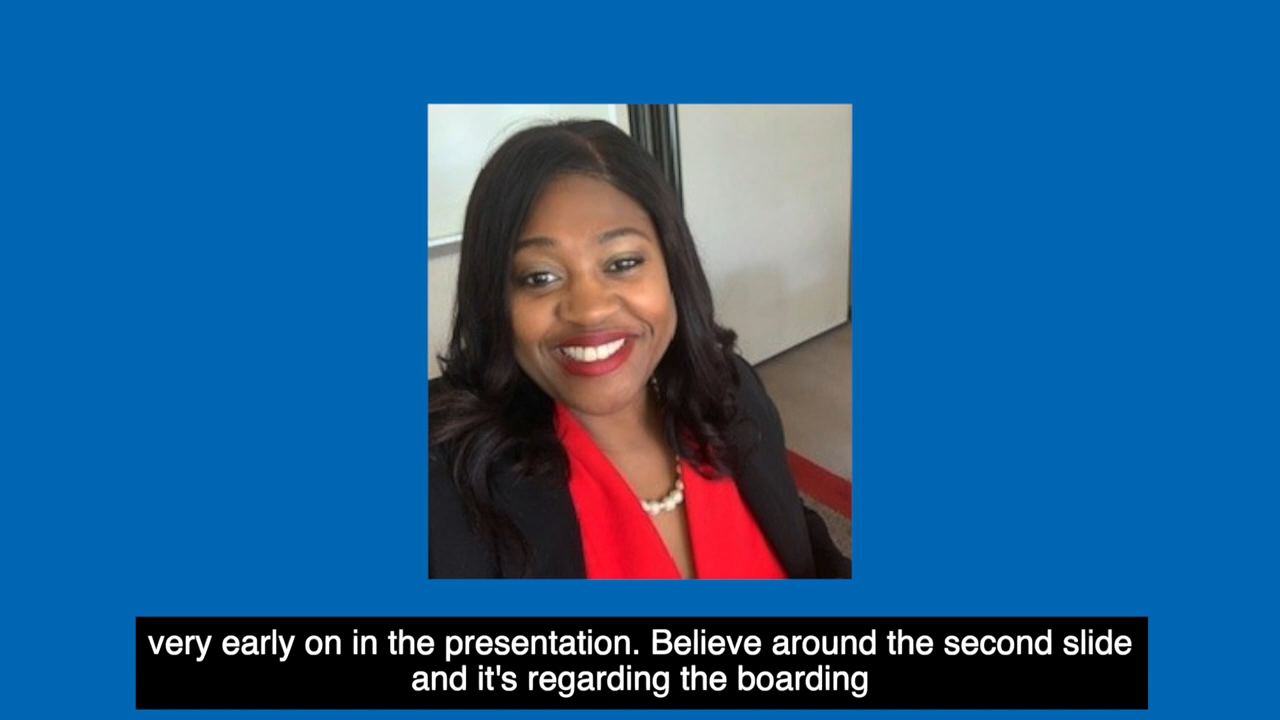 very early on in the presentation. Believe around the second slide
and it's regarding the boarding